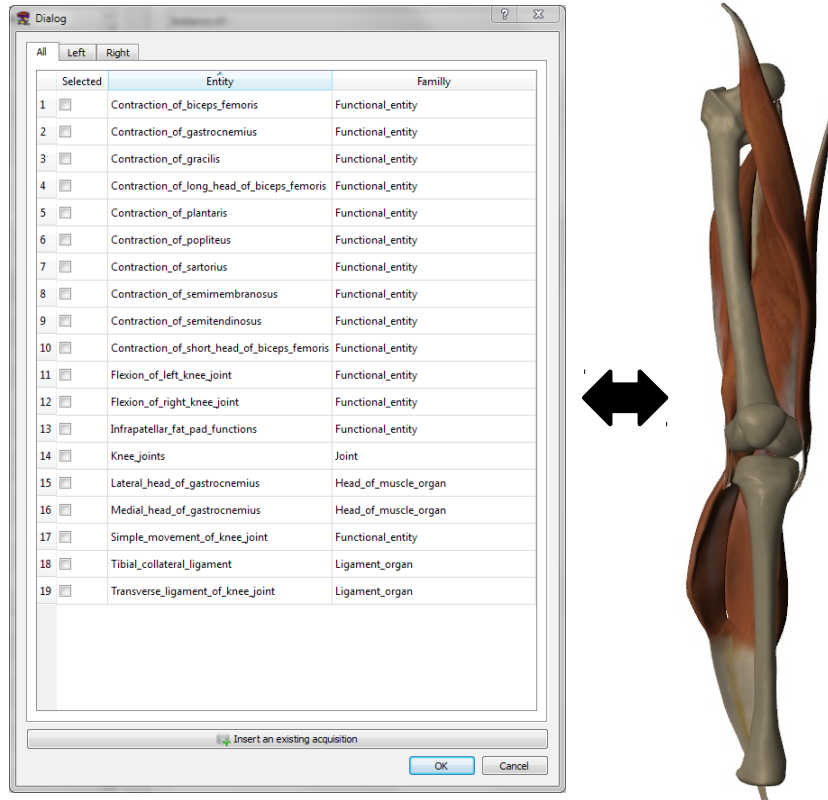 Dialog
All Left Right
Selected Entity Familly
1 Contraction_of_biceps_femoris Functional_entity
2 Contraction_of_gastrocnemius Functional_entity
3 Contraction_of_gracilis Functional_entity
4 Contraction_of_long_head_of_biceps_femoris Functional_entity
5 Contraction_of_plantaris Functional_entity
6 Contraction_of_popliteus Functional_entity
7 Contraction_of_sartorius Functional_entity
8 Contraction_of_semimembranosus Functional_entity
9 Contraction_of_semitendinosus Functional_entity
10 Contraction_of_short_head_of_biceps_femoris Functional_entity
11 Flexion_of_left_knee_joint Functional_entity
12 Flexion_of_right_knee_joint Functional_entity
13 Infrapatellar_fat_pad_functions Functional_entity
14 Knee_joints Joint
15 Lateral_head_of_gastrocnemius Head_of_muscle_organ
16 Medial_head_of_gastrocnemius Head_of_muscle_organ
17 Simple_movement_of_knee_joint Functional_entity
18 Tibial_collateral_ligament Ligament_organ
19 Transverse_ligament_of_knee_joint Ligament_organ
Insert an existing acquisition
OK Cancel